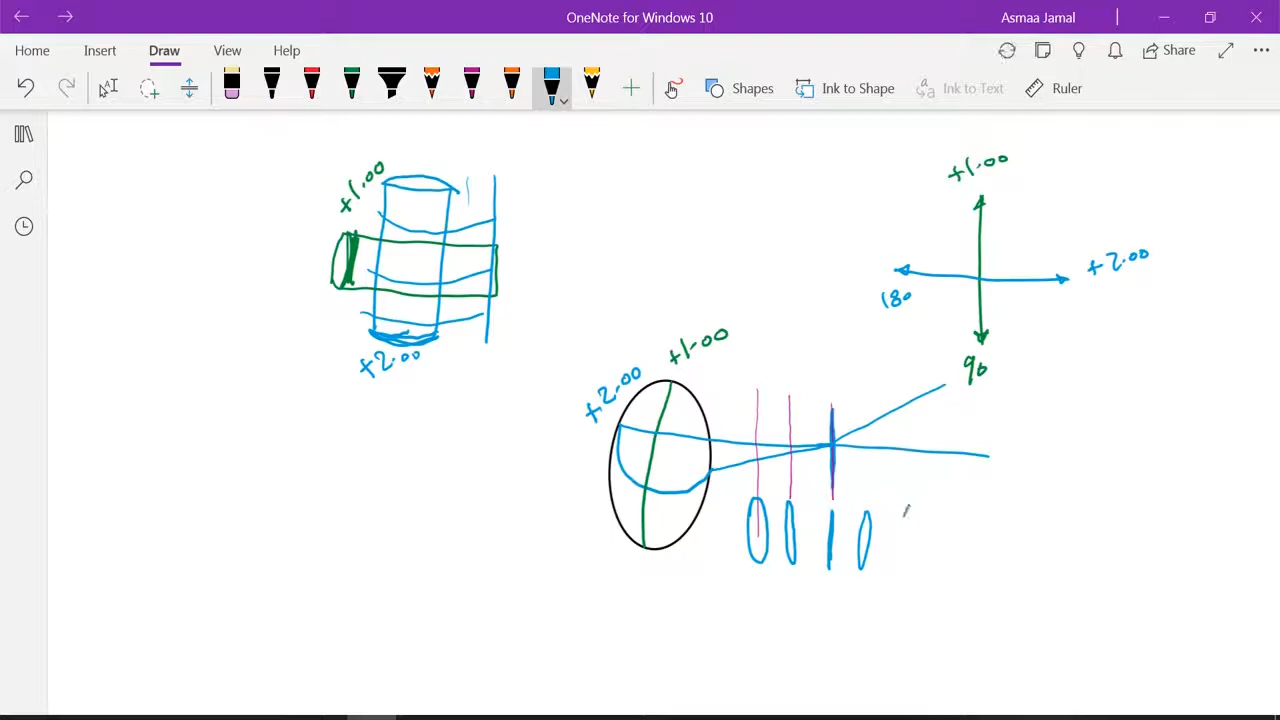 OneNote for Windows 10
Asmaa Jamal
Home Insert Draw View Help
Share
Shapes Ink to Shape Ink to Text Ruler
+1.00
+2.00
+1.00
+2.00
180
90
+1.00
+2.00